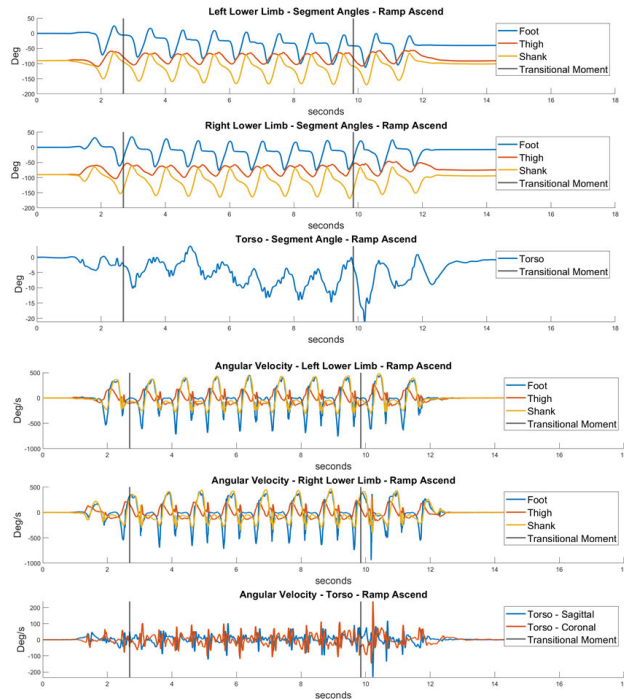 Left Lower Limb - Segment Angles - Ramp Ascend
Deg
50
0
-50
-100
-150
-200
Foot
Thigh
Shank
Transitional Moment
0 2 4 6 8 10 12 14 16 18
seconds
Right Lower Limb - Segment Angles - Ramp Ascend
Deg
50
0
-50
-100
-150
-200
Foot
Thigh
Shank
Transitional Moment
0 2 4 6 8 10 12 14 16 18
seconds
Torso - Segment Angle - Ramp Ascend
Deg
0
-5
-10
-15
-20
Torso
Transitional Moment
0 2 4 6 8 10 12 14 16 18
seconds
Angular Velocity - Left Lower Limb - Ramp Ascend
Deg/s
500
0
-500
-1000
Foot
Thigh
Shank
Transitional Moment
0 2 4 6 8 10 12 14 16 18
seconds
Angular Velocity - Right Lower Limb - Ramp Ascend
Deg/s
500
0
-500
-1000
Foot
Thigh
Shank
Transitional Moment
0 2 4 6 8 10 12 14 16 18
seconds
Angular Velocity - Torso - Ramp Ascend
Deg/s
200
100
0
-100
-200
Torso - Sagittal
Torso - Coronal
Transitional Moment
0 2 4 6 8 10 12 14 16 18
seconds